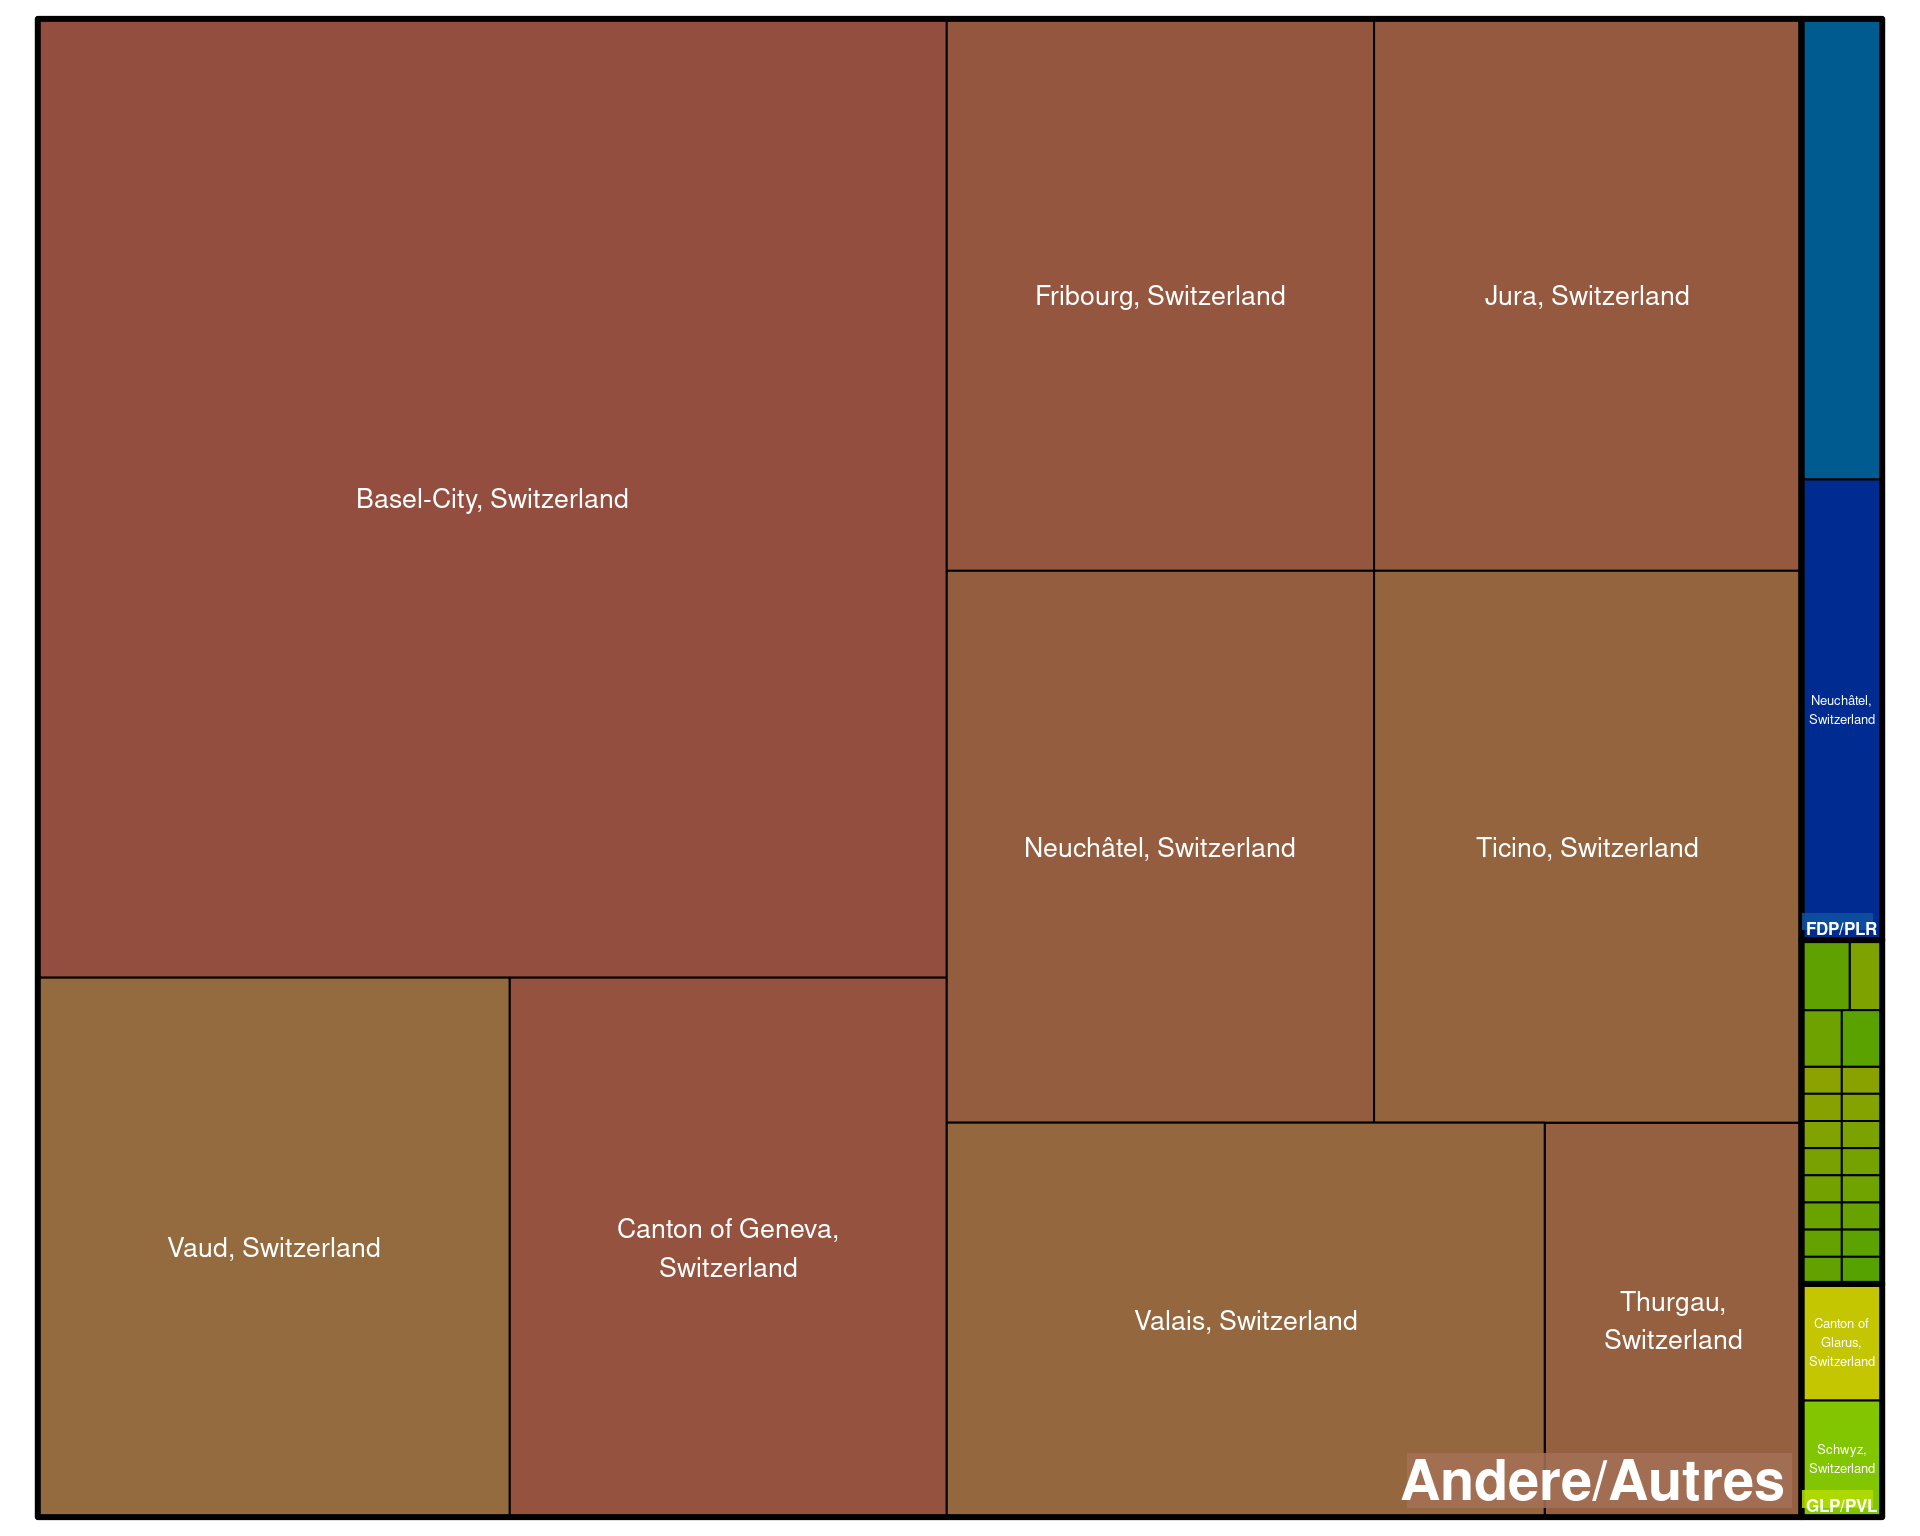 Basel-City, Switzerland
Fribourg, Switzerland
Jura, Switzerland
Neuchâtel, Switzerland
Ticino, Switzerland
Vaud, Switzerland
Canton of Geneva,
Switzerland
Valais, Switzerland
Thurgau,
Switzerland
Andere/Autres
Neuchâtel,
Switzerland
FDP/PLR
Canton of
Glarus,
Switzerland
Schwyz,
Switzerland
GLP/PVL